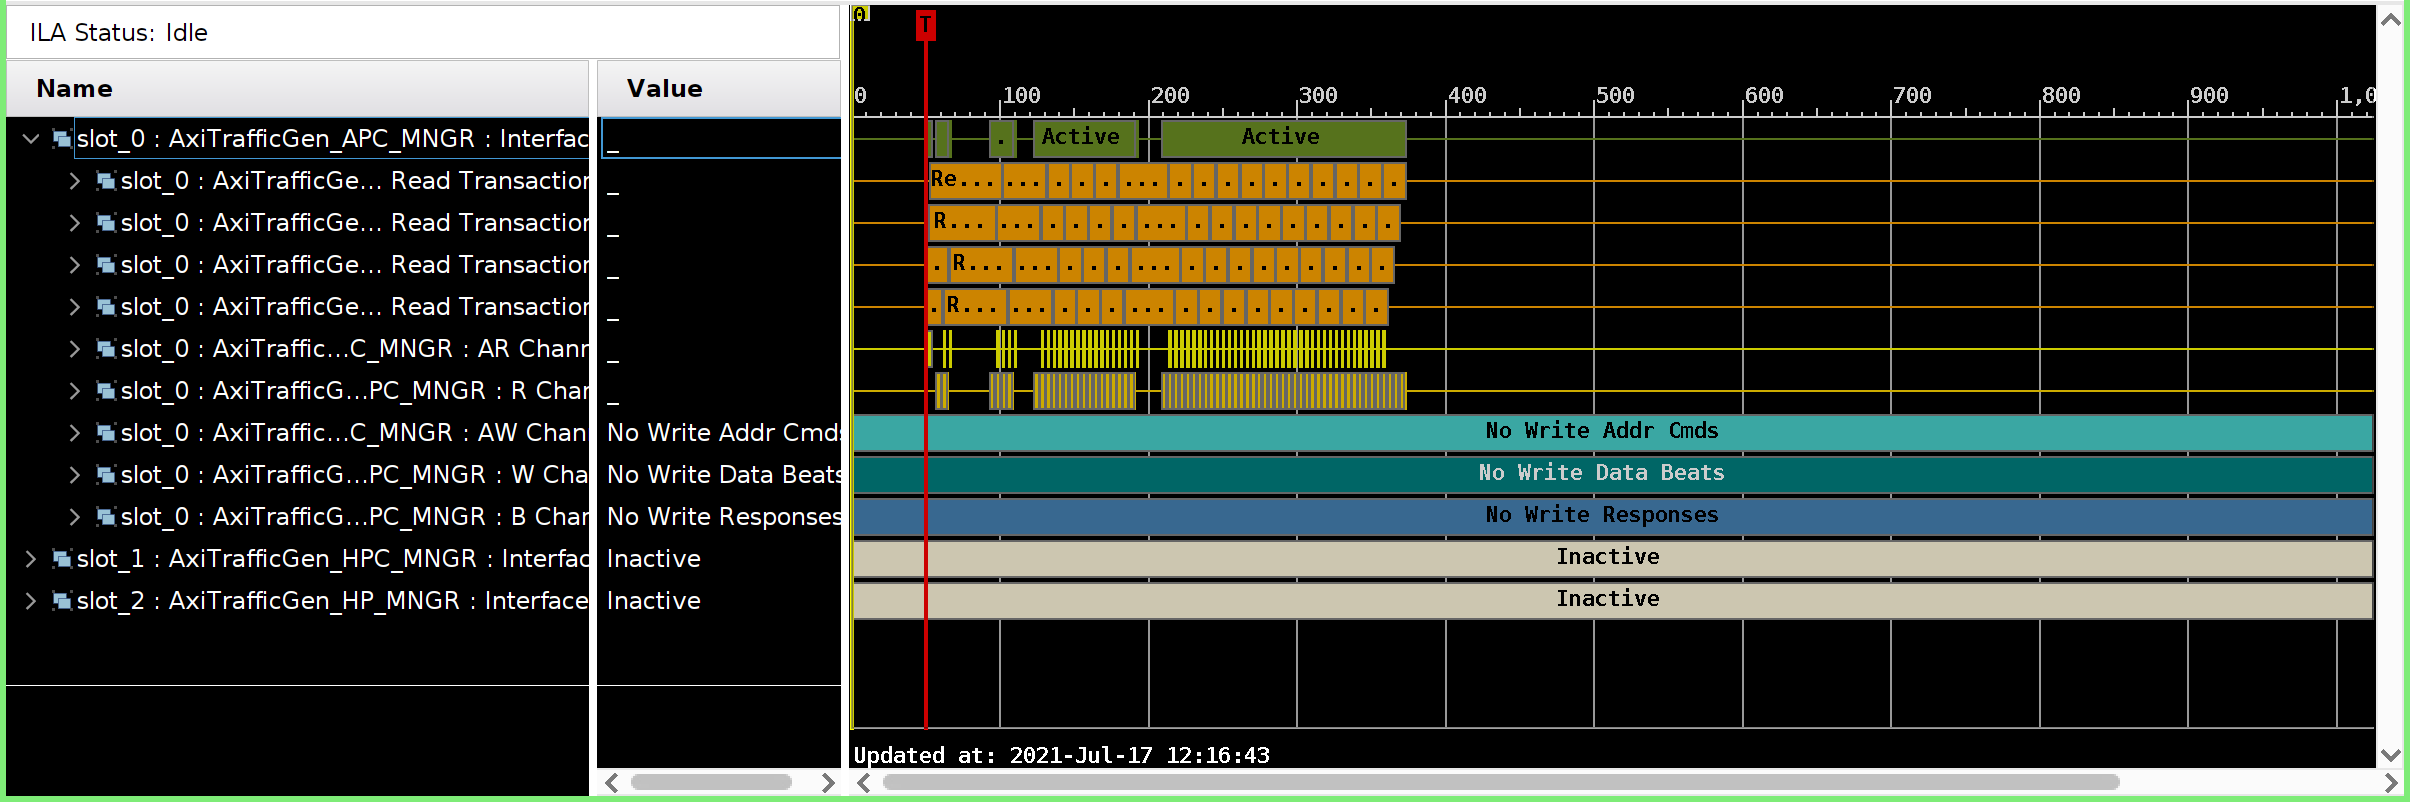 ILA Status: Idle
Name
Value
0
T
0 100 200 300 400 500 600 700 800 900 1,0
slot_0 : AxiTrafficGen_APC_MNGR : Interfac _ . Active Active
slot_0 : AxiTrafficGe... Read Transaction _ Re... ... . . . ... . . . . . . . . . .
slot_0 : AxiTrafficGe... Read Transaction _ R... ... . . . . ... . . . . . . . . .
slot_0 : AxiTrafficGe... Read Transaction _ . R... ... . . . ... . . . . . . . . .
slot_0 : AxiTrafficGe... Read Transaction _ . R... ... . . . ... . . . . . . . . .
slot_0 : AxiTraffic...C_MNGR : AR Chanr _
slot_0 : AxiTrafficG...PC_MNGR : R Char _
slot_0 : AxiTraffic...C_MNGR : AW Chan No Write Addr Cmds No Write Addr Cmds
slot_0 : AxiTrafficG...PC_MNGR : W Cha No Write Data Beats No Write Data Beats
slot_0 : AxiTrafficG...PC_MNGR : B Char No Write Responses No Write Responses
slot_1 : AxiTrafficGen_HPC_MNGR : Interfac Inactive Inactive
slot_2 : AxiTrafficGen_HP_MNGR : Interface Inactive Inactive
Updated at: 2021-Jul-17 12:16:43